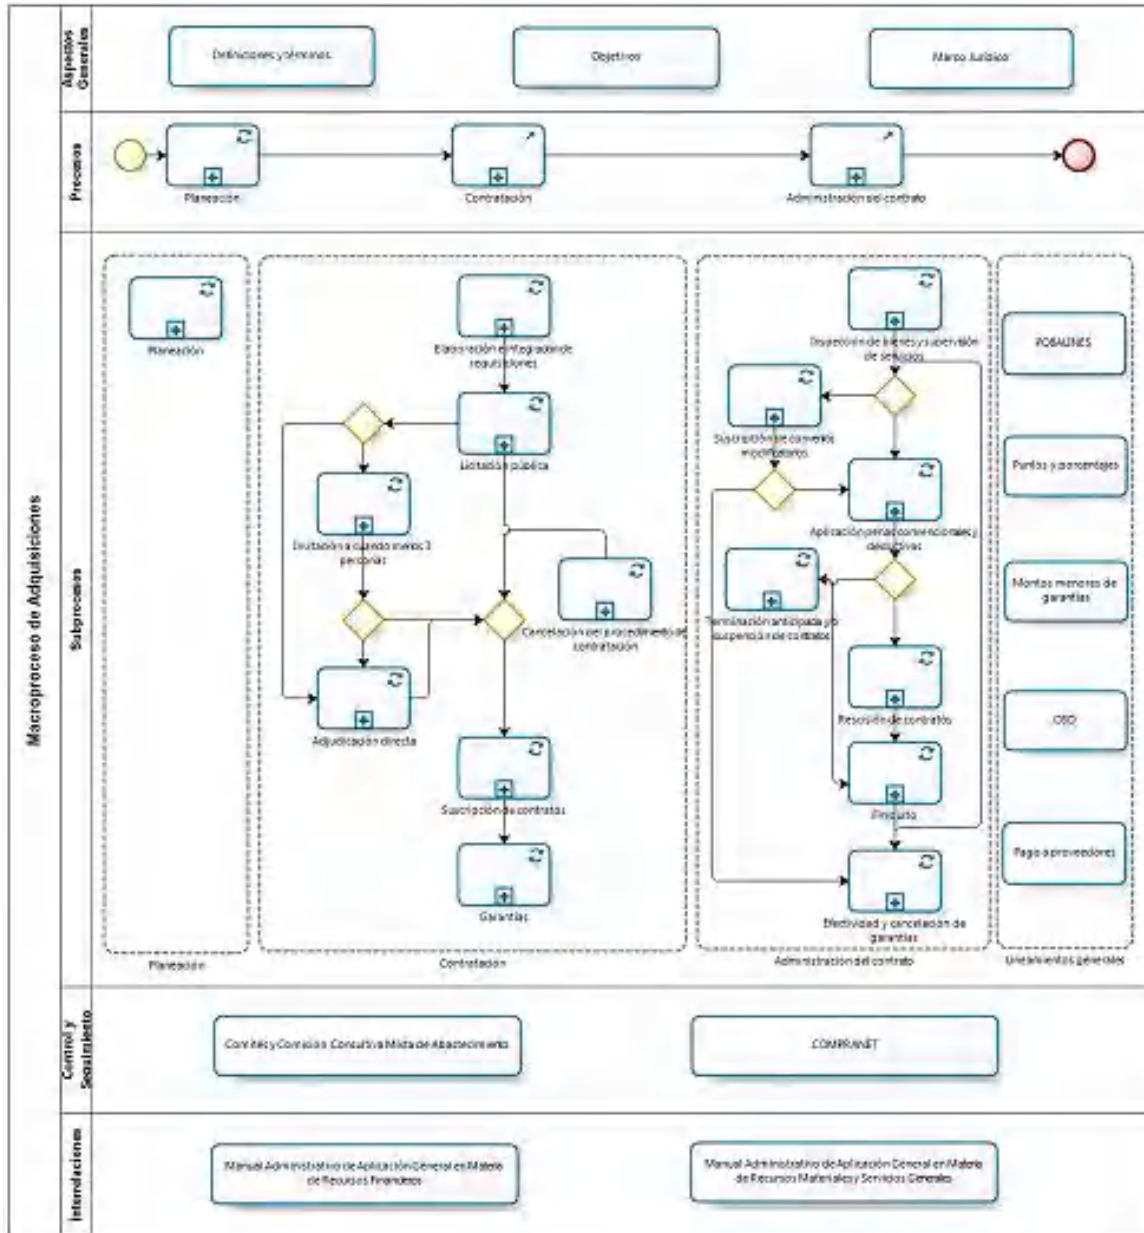 Macroproceso de Adquisiciones
Aspectos
Generales
Definiciones y términos
Objetivos
Marco Jurídico
Procesos
Planeación
Contratación
Administración del contrato
Subprocesos
Planeación
Elaboración e integración de
requisiciones
Licitación pública
Invitación a cuando menos 3
personas
Cancelación del procedimiento de
contratación
Adjudicación directa
Suscripción de contratos
Garantías
Inspección de bienes y supervisión
de servicios
Suscripción de convenios
modificatorios
Aplicación penas convencionales y
deductivas
Terminación anticipada y/o
suspensión de contratos
Rescisión de contratos
Finiquito
Efectividad y cancelación de
garantías
POBALINES
Puntos y porcentajes
Montos menores de
garantías
OSD
Pago a proveedores
Planeación
Contratación
Administración del contrato
Lineamientos generales
Control y
Seguimiento
Comités y Comisión Consultiva Mixta de Abastecimiento
COMPRANET
Interrelaciones
Manual Administrativo de Aplicación General en Materia
de Recursos Financieros
Manual Administrativo de Aplicación General en Materia
de Recursos Materiales y Servicios Generales